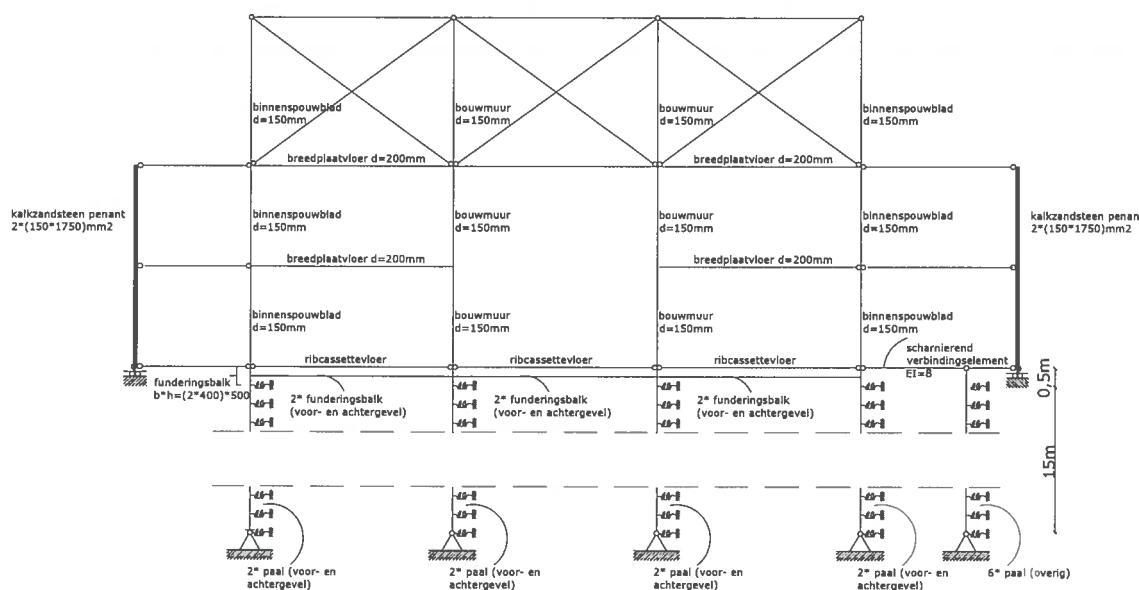 binnenspouwblad
d=150mm
bouwmuur
d=150mm
bouwmuur
d=150mm
binnenspouwblad
d=150mm
breedplaatvloer d=200mm
breedplaatvloer d=200mm
kalkzandsteen penant
2*(150*1750)mm2
binnenspouwblad
d=150mm
bouwmuur
d=150mm
bouwmuur
d=150mm
binnenspouwblad
d=150mm
kalkzandsteen penan
2*(150*1750)mm2
breedplaatvloer d=200mm
breedplaatvloer d=200mm
binnenspouwblad
d=150mm
bouwmuur
d=150mm
bouwmuur
d=150mm
binnenspouwblad
d=150mm
ribcassettevloer
ribcassettevloer
ribcassettevloer
scharnierend
verbindingselement
EI=8
funderingsbalk
b*h=(2*400)*500
2* funderingsbalk
(voor- en achtergevel)
2* funderingsbalk
(voor- en achtergevel)
2* funderingsbalk
(voor- en achtergevel)
0,5m
15m
2* paal (voor- en
achtergevel)
2* paal (voor- en
achtergevel)
2* paal (voor- en
achtergevel)
2* paal (voor- en
achtergevel)
6* paal (overig)